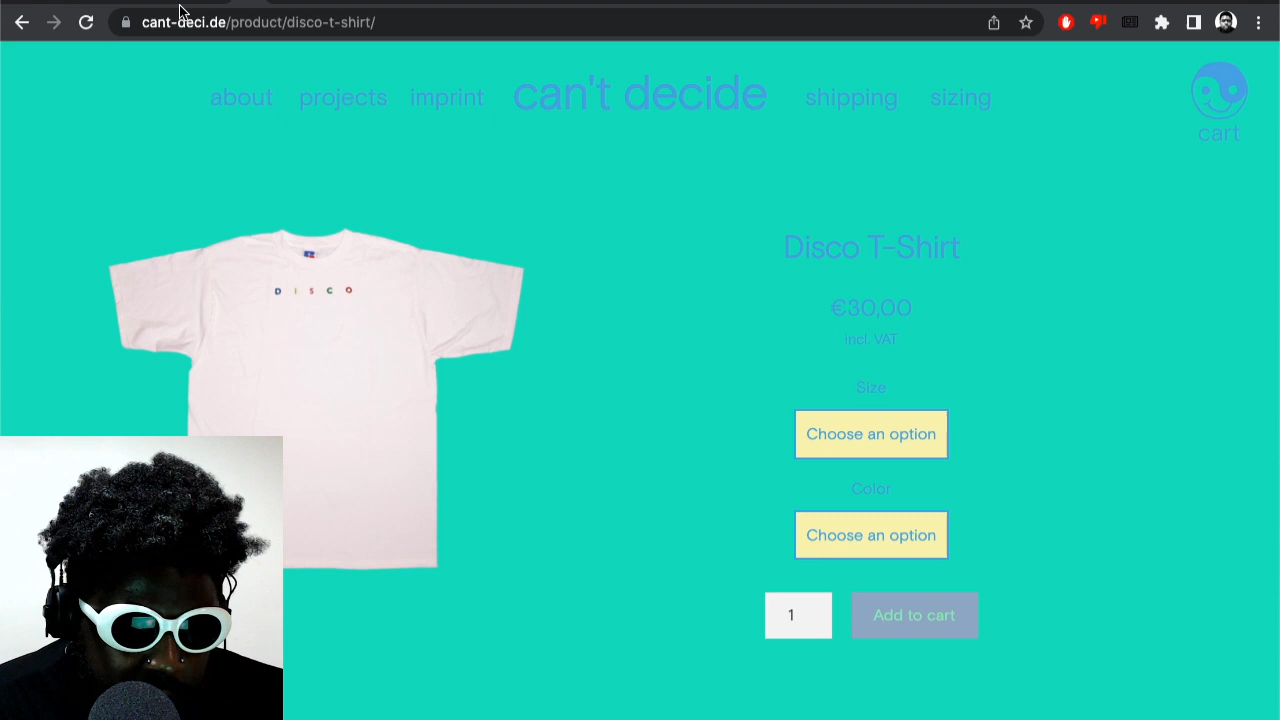 cant-deci.de/product/disco-t-shirt/
about projects imprint can't decide shipping sizing
cart
DISCO
Disco T-Shirt
€30,00
incl. VAT
Size
Choose an option
Color
Choose an option
1 Add to cart